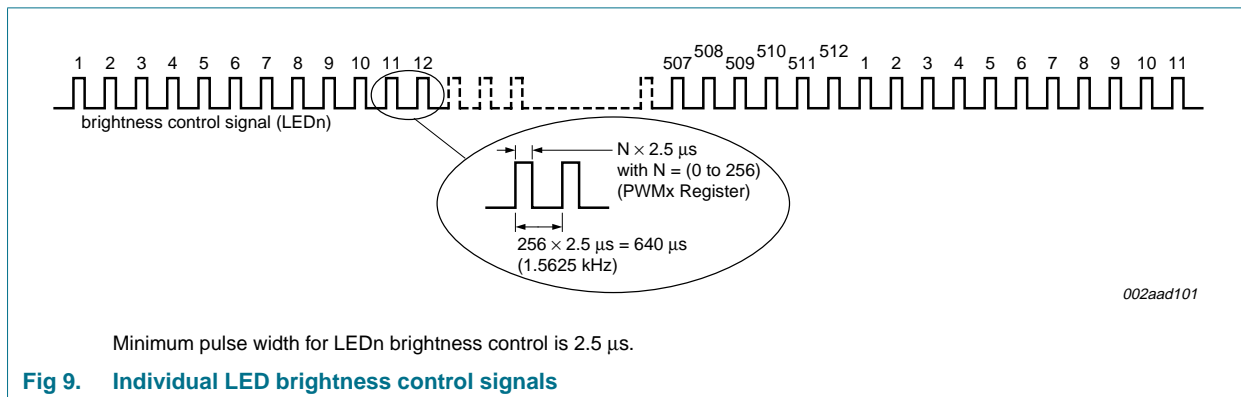 1 2 3 4 5 6 7 8 9 10 11 12 507 508 509 510 511 512 1 2 3 4 5 6 7 8 9 10 11
brightness control signal (LEDn)
N × 2.5 μs
with N = (0 to 256)
(PWMx Register)
256 × 2.5 μs = 640 μs
(1.5625 kHz)
002aad101
Minimum pulse width for LEDn brightness control is 2.5 μs.
Fig 9. Individual LED brightness control signals